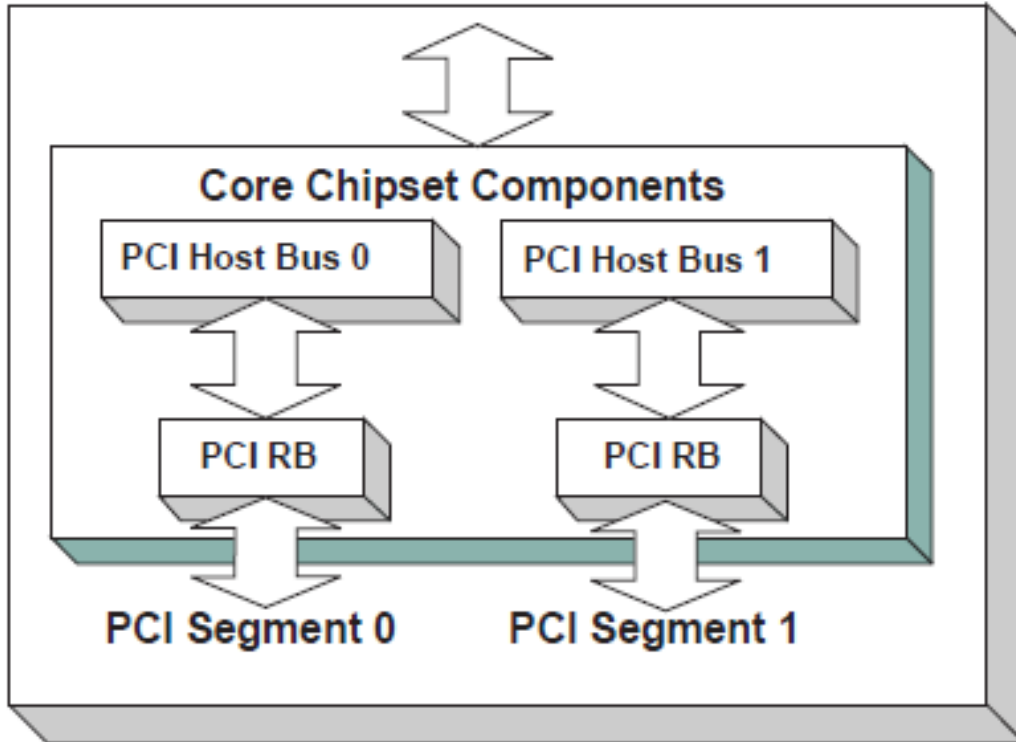 Core Chipset Components
PCI Host Bus 0
PCI Host Bus 1
PCI RB
PCI RB
PCI Segment 0
PCI Segment 1